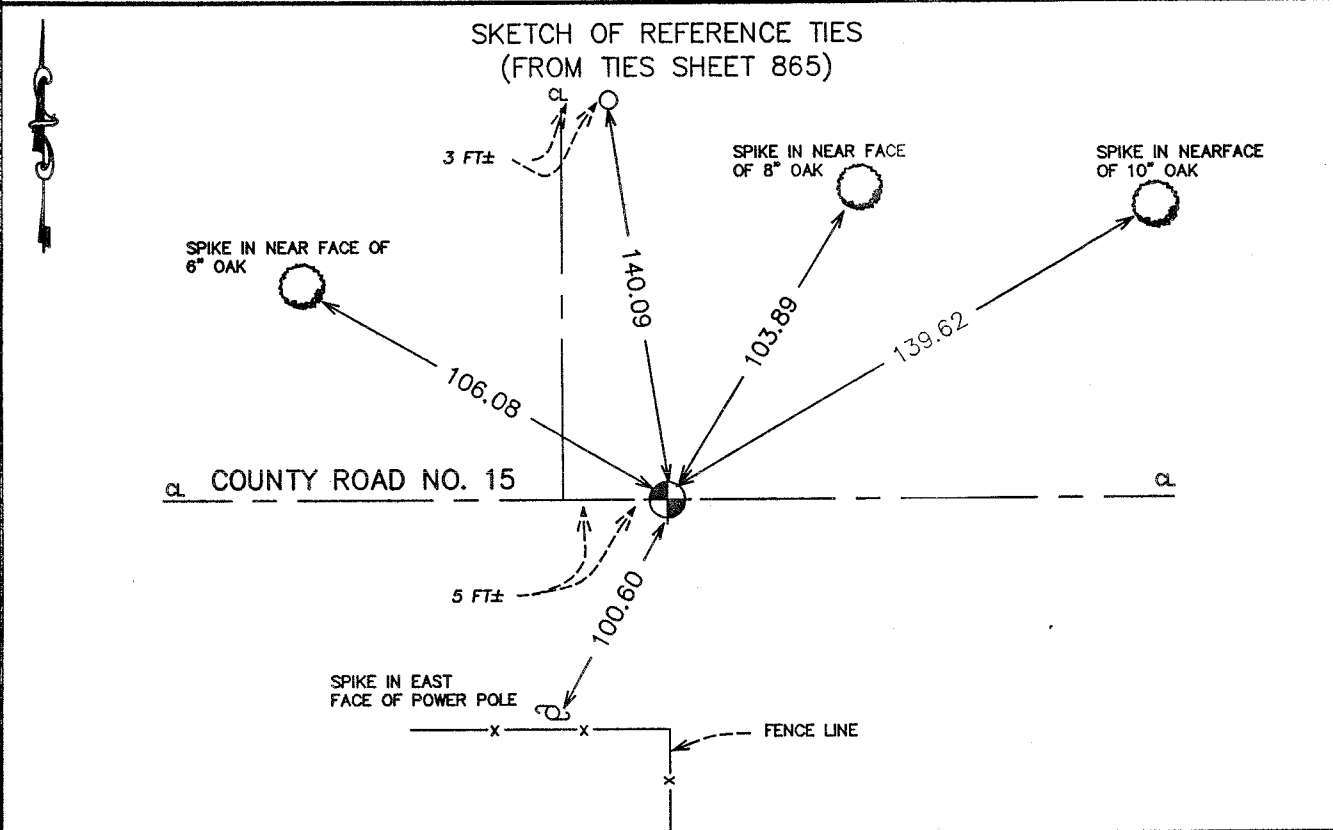 SKETCH OF REFERENCE TIES
(FROM TIES SHEET 865)
CL
3 FT±
SPIKE IN NEAR FACE
OF 8" OAK
SPIKE IN NEARFACE
OF 10" OAK
SPIKE IN NEAR FACE OF
6" OAK
140.09
103.89
139.62
106.08
CL COUNTY ROAD NO. 15
CL
5 FT±
100.60
SPIKE IN EAST
FACE OF POWER POLE
FENCE LINE
x
x
x